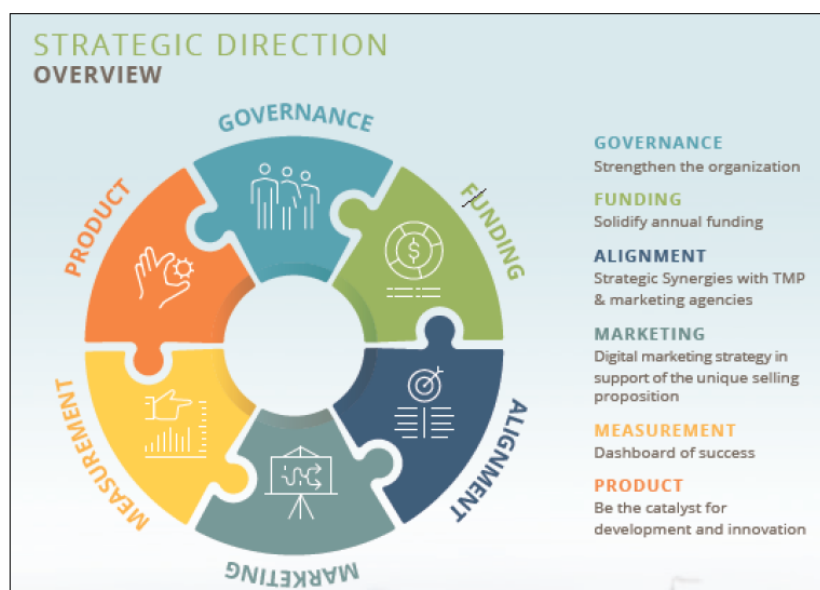 STRATEGIC DIRECTION
OVERVIEW
GOVERNANCE
FUNDING
ALIGNMENT
MARKETING
MEASUREMENT
PRODUCT
$
GOVERNANCE
Strengthen the organization
FUNDING
Solidify annual funding
ALIGNMENT
Strategic Synergies with TMP
& marketing agencies
MARKETING
Digital marketing strategy in
support of the unique selling
proposition
MEASUREMENT
Dashboard of success
PRODUCT
Be the catalyst for
development and innovation